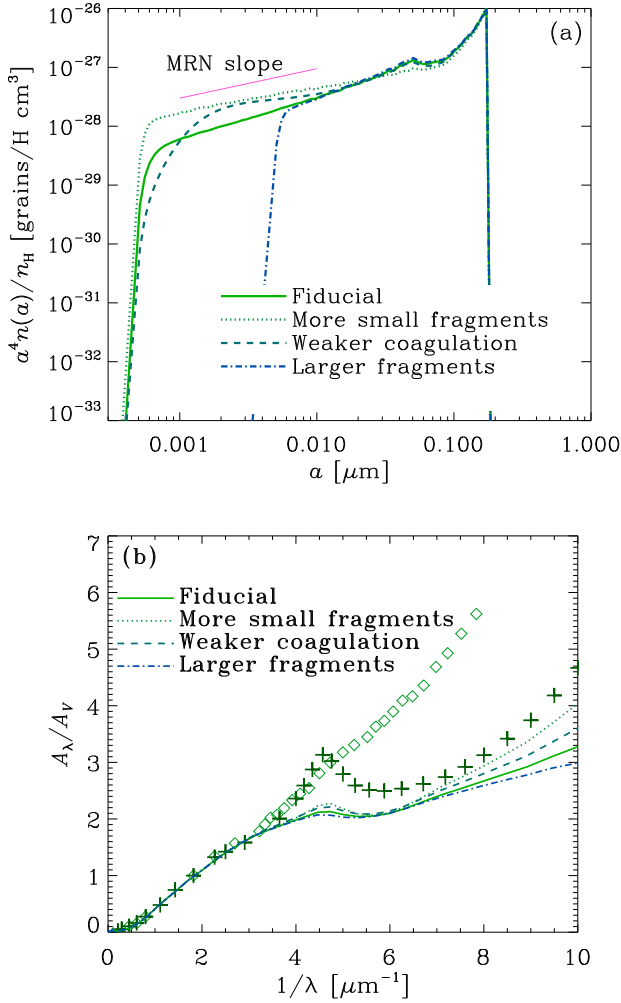 (a)
MRN slope
10⁻²⁶
10⁻²⁷
10⁻²⁸
10⁻²⁹
10⁻³⁰
10⁻³¹
10⁻³²
10⁻³³
a⁴n(a)/n_H [grains/H cm³]
Fiducial
More small fragments
Weaker coagulation
Larger fragments
0.001 0.010 0.100 1.000
a [μm]
(b)
7
6
5
4
3
2
1
0
A_λ/A_V
Fiducial
More small fragments
Weaker coagulation
Larger fragments
0 2 4 6 8 10
1/λ [μm⁻¹]